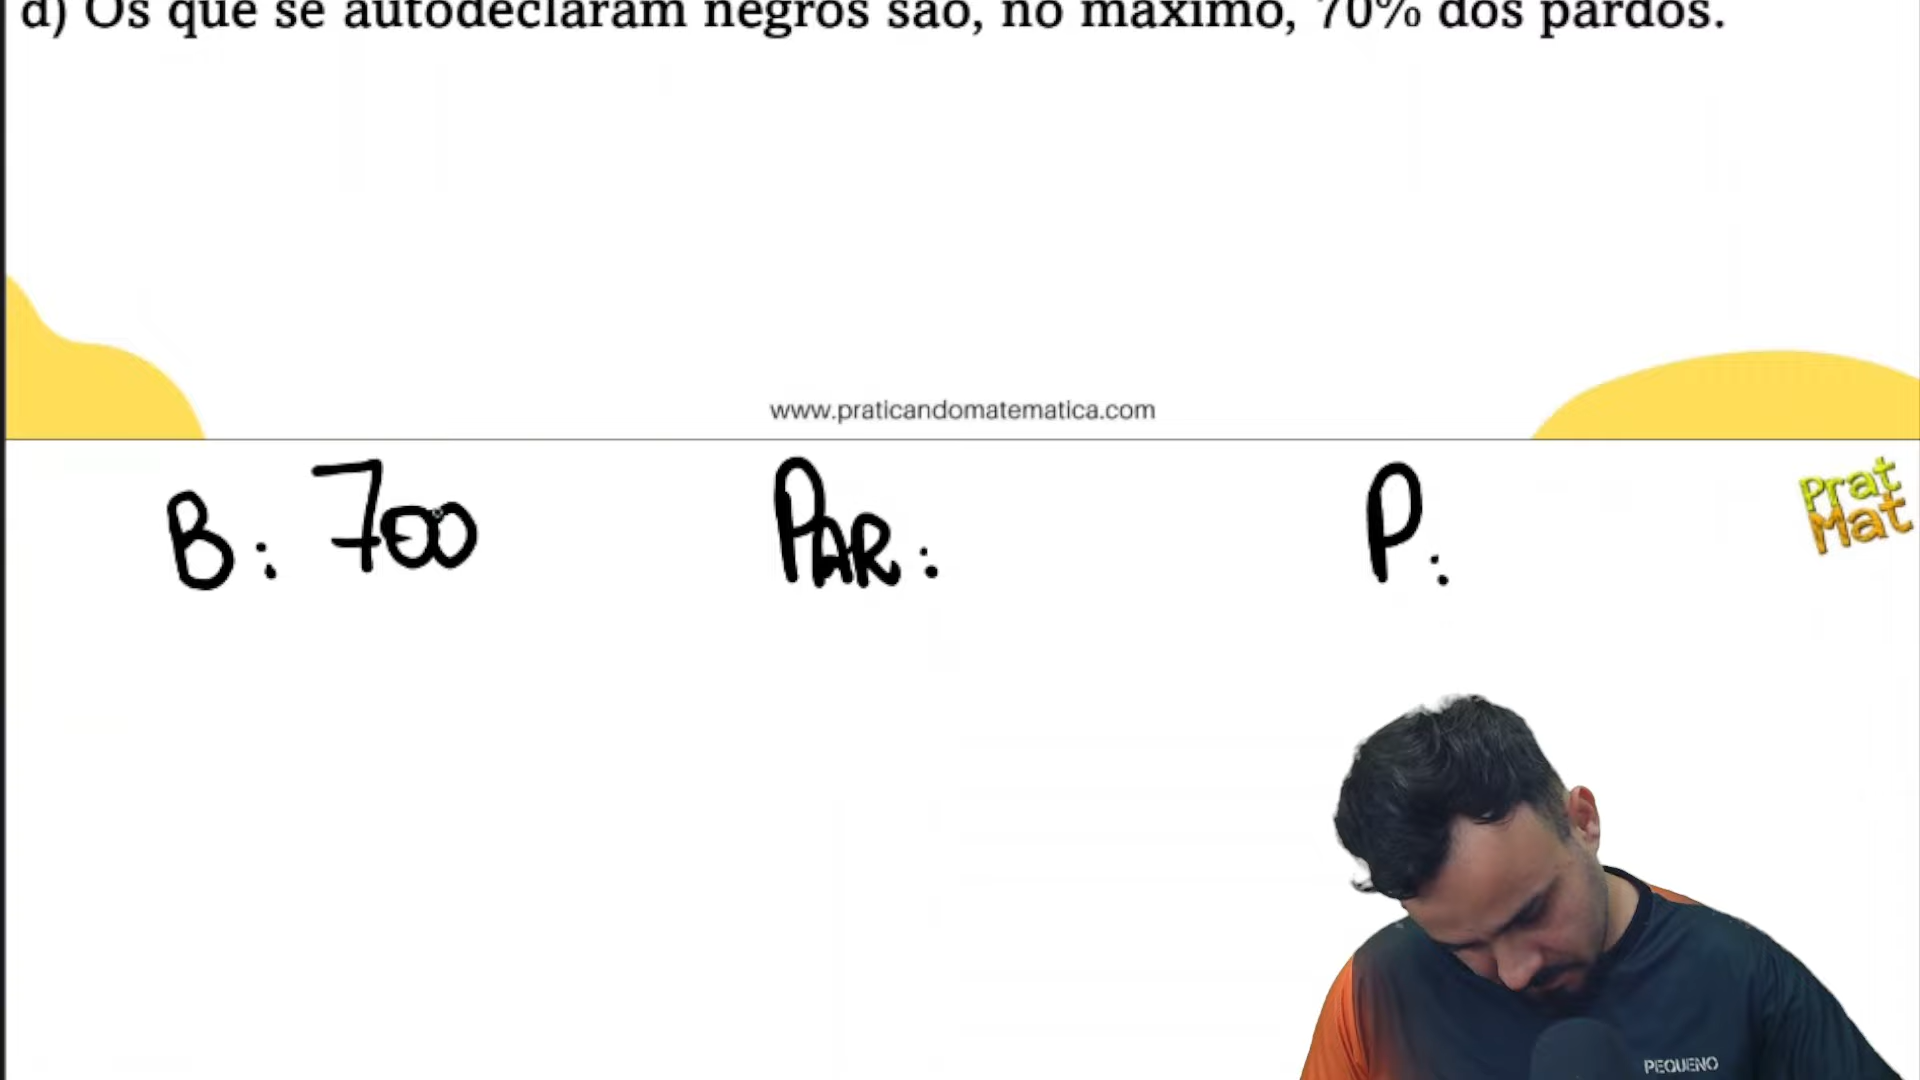 d) Os que se autodeclaram negros são, no máximo, 70% dos pardos.
www.praticandomatematica.com
B: 700 PAR: P:
Prat
Mat
PEQUENO